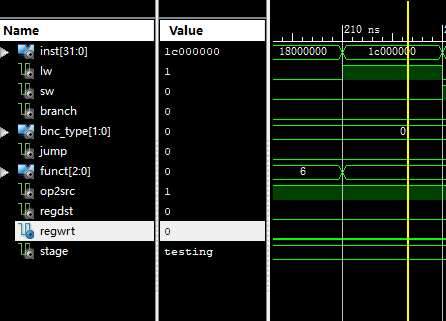 Name Value 210 ns 2
inst[31:0] 1c000000 18000000 1c000000
lw 1
sw 0
branch 0
bnc_type[1:0] 0 0
jump 0
funct[2:0] 0 6
op2src 1
regdst 0
regwrt 0
stage testing